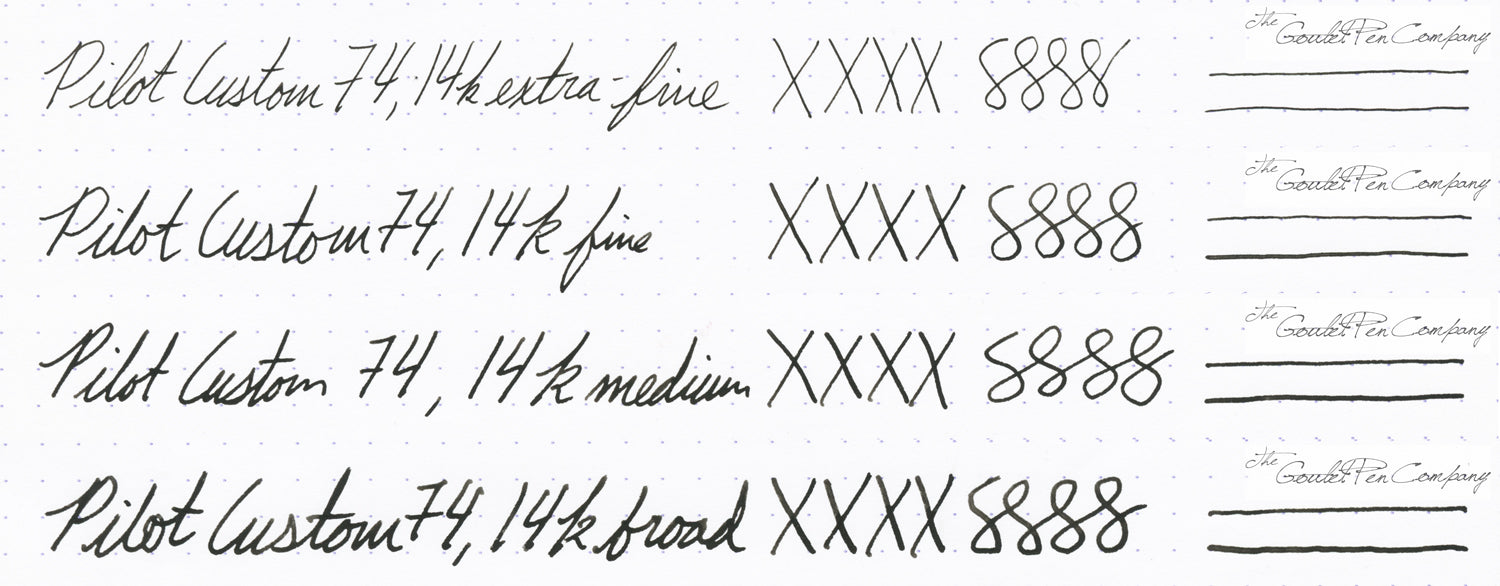 Pilot Custom 74, 14k extra-fine XXXX 8888 The Goulet Pen Company
Pilot Custom 74, 14k fine XXXX 8888 The Goulet Pen Company
Pilot Custom 74, 14k medium XXXX 8888 The Goulet Pen Company
Pilot Custom 74, 14k broad XXXX 8888 The Goulet Pen Company